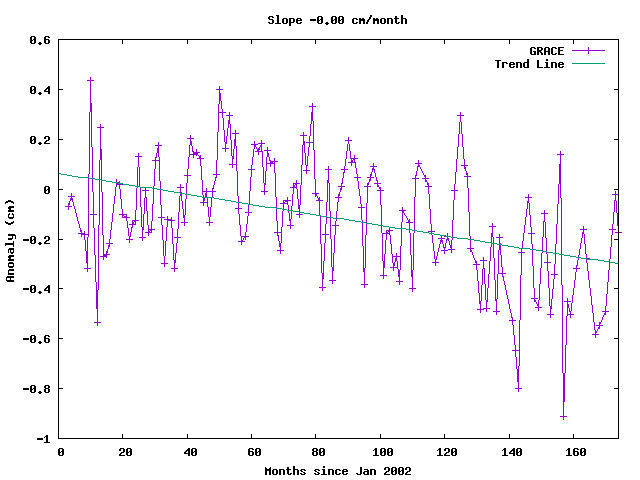 Slope -0.00 cm/month
GRACE
Trend Line
0.6
0.4
0.2
0
-0.2
-0.4
-0.6
-0.8
-1
Anomaly (cm)
0 20 40 60 80 100 120 140 160
Months since Jan 2002